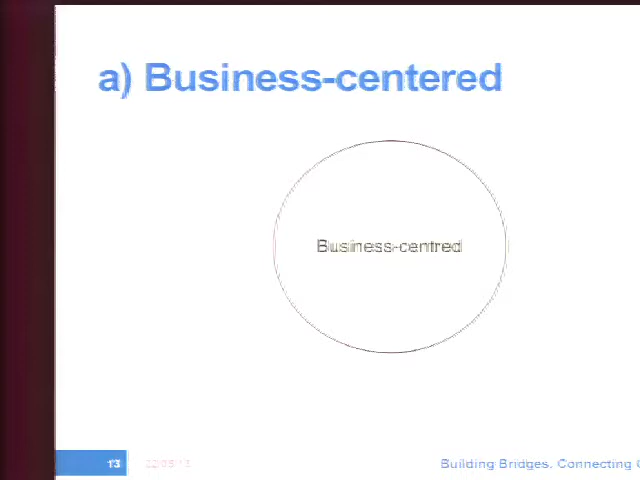 a) Business-centered
Business-centred
13
Building Bridges, Connecting